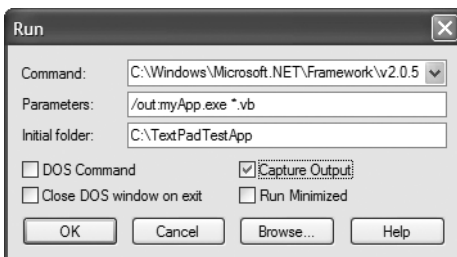 Run
Command: C:\Windows\Microsoft.NET\Framework\v2.0.5
Parameters: /out:myApp.exe *.vb
Initial folder: C:\TextPadTestApp
DOS Command Capture Output
Close DOS window on exit Run Minimized
OK Cancel Browse... Help